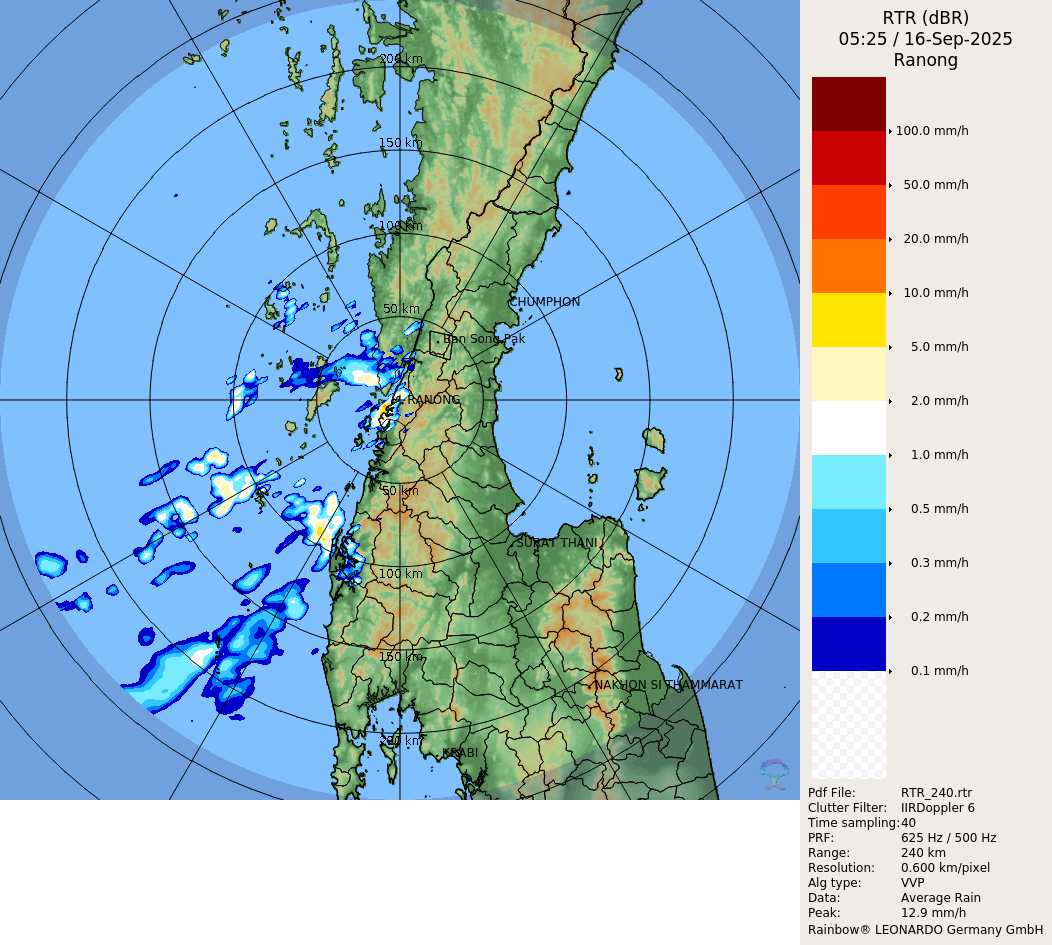 RTR (dBR)
05:25 / 16-Sep-2025
Ranong
100.0 mm/h
50.0 mm/h
20.0 mm/h
10.0 mm/h
5.0 mm/h
2.0 mm/h
1.0 mm/h
0.5 mm/h
0.3 mm/h
0.2 mm/h
0.1 mm/h
Pdf File: RTR_240.rtr
Clutter Filter: IIRDoppler 6
Time sampling: 40
PRF: 625 Hz / 500 Hz
Range: 240 km
Resolution: 0.600 km/pixel
Alg type: VVP
Data: Average Rain
Peak: 12.9 mm/h
Rainbow® LEONARDO Germany GmbH
200 km
150 km
100 km
CHUMPHON
50 km
Ban Song Pak
RANONG
50 km
SURAT THANI
100 km
150 km
NAKHON SI THAMMARAT
200 km
KRABI